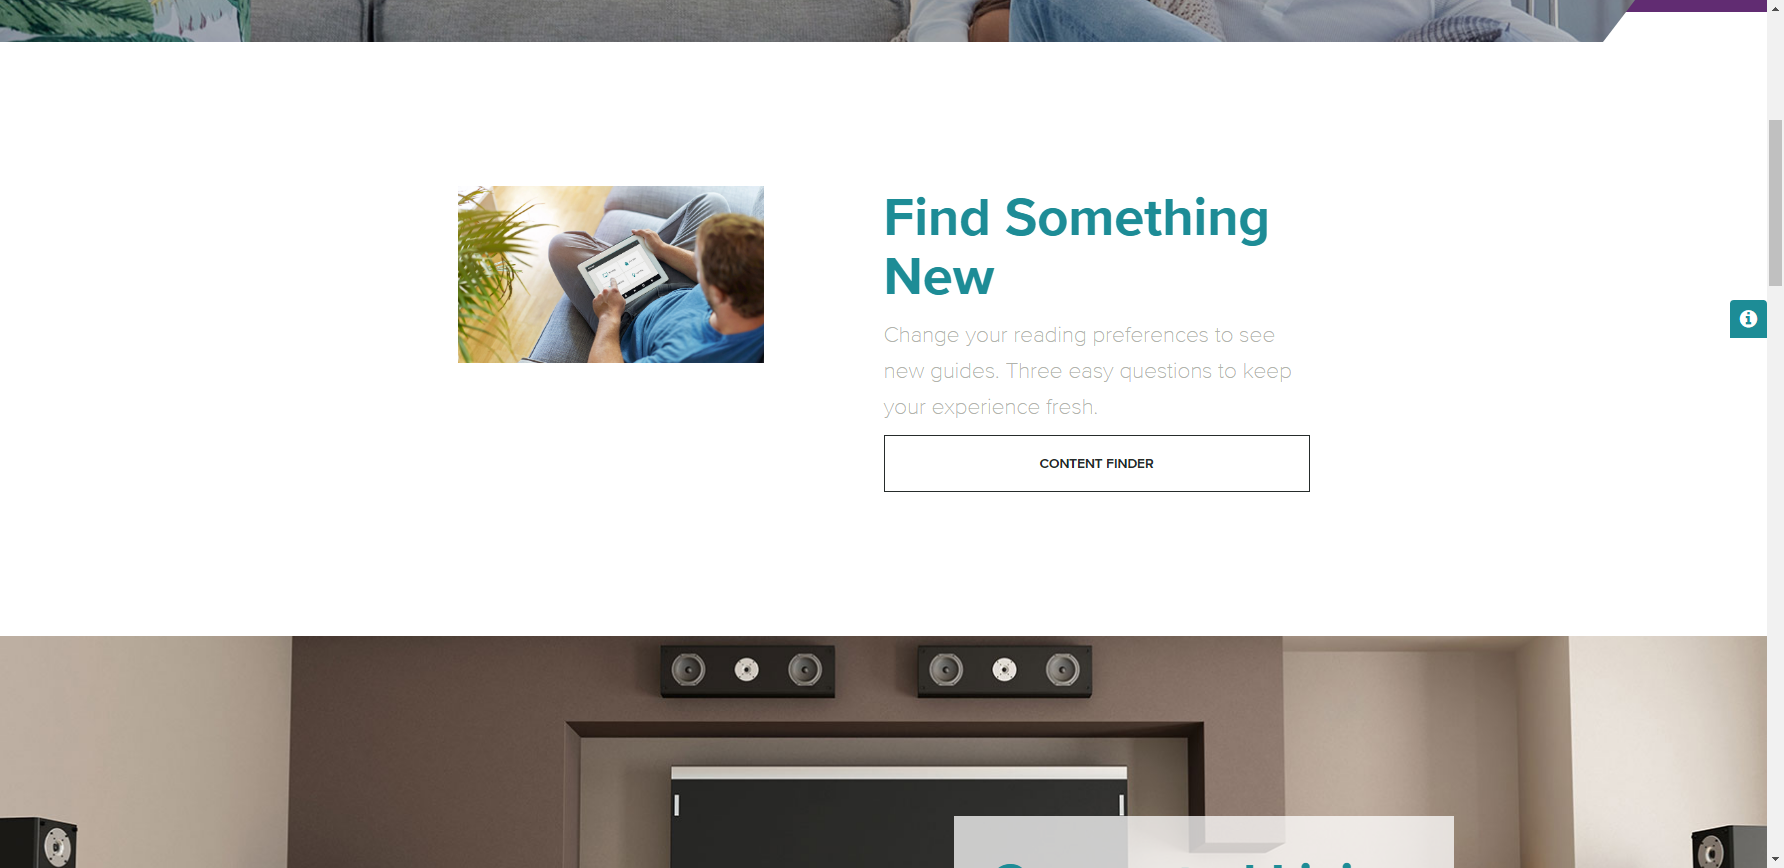 Find Something
New
Change your reading preferences to see
new guides. Three easy questions to keep
your experience fresh.
CONTENT FINDER